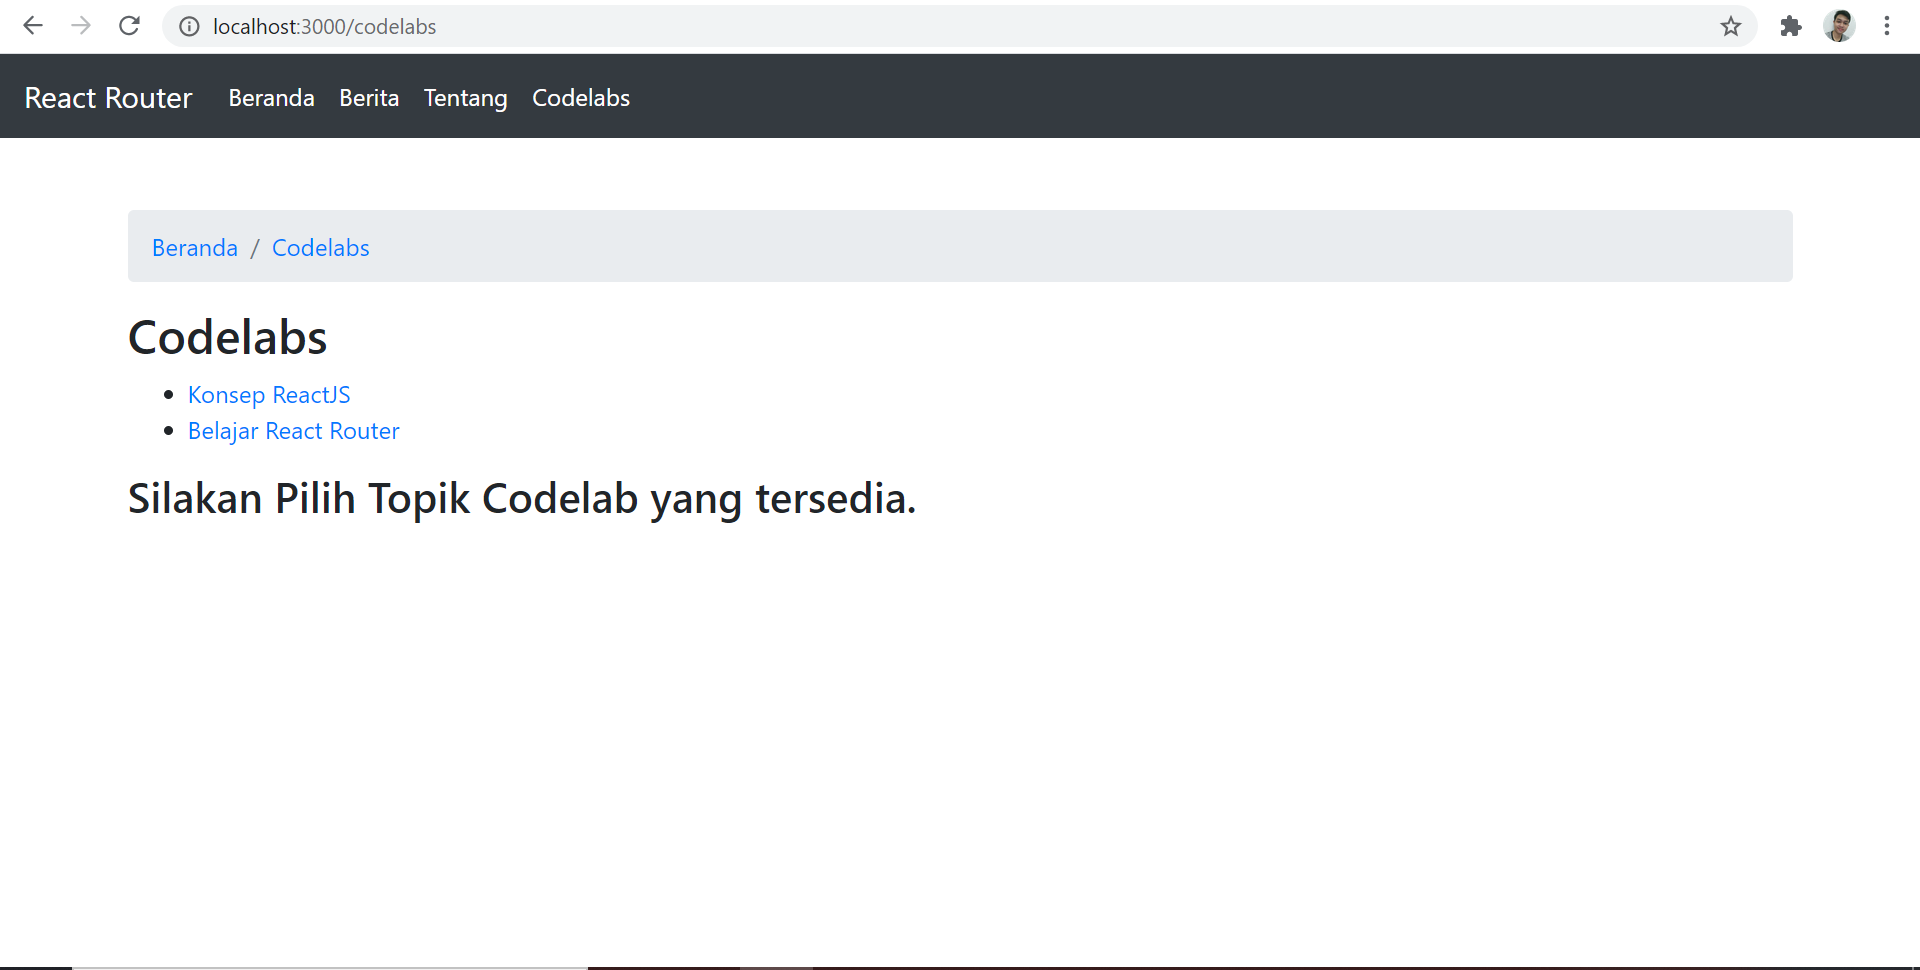 localhost:3000/codelabs
React Router Beranda Berita Tentang Codelabs
Beranda / Codelabs
Codelabs
Konsep ReactJS
Belajar React Router
Silakan Pilih Topik Codelab yang tersedia.